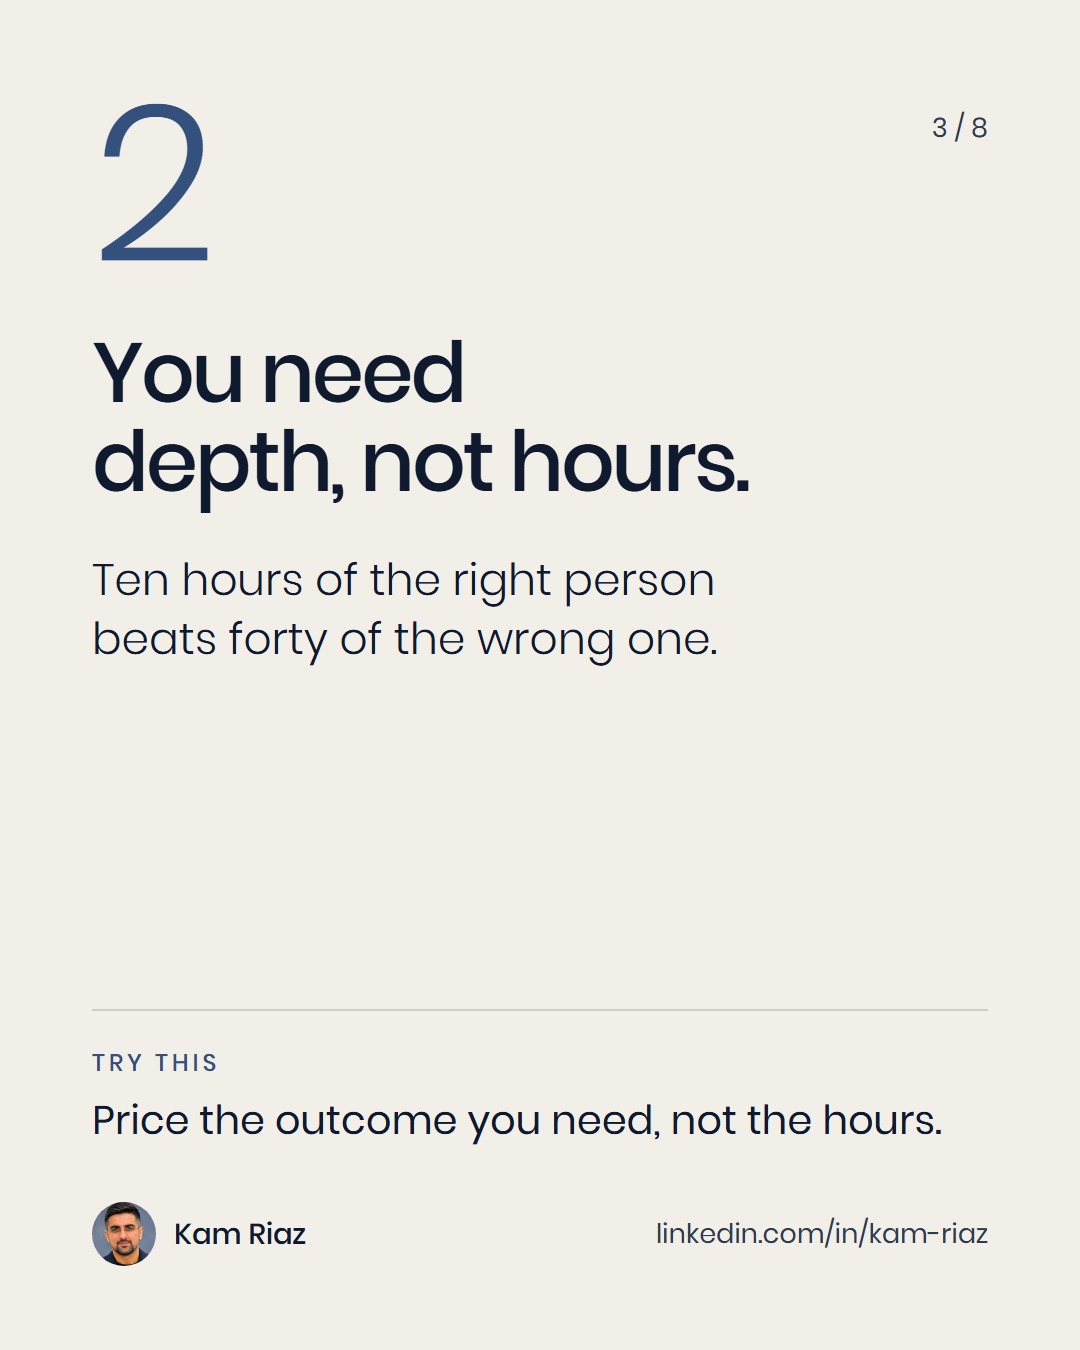 2
3 / 8
You need
depth, not hours.
Ten hours of the right person
beats forty of the wrong one.
TRY THIS
Price the outcome you need, not the hours.
Kam Riaz
linkedin.com/in/kam-riaz